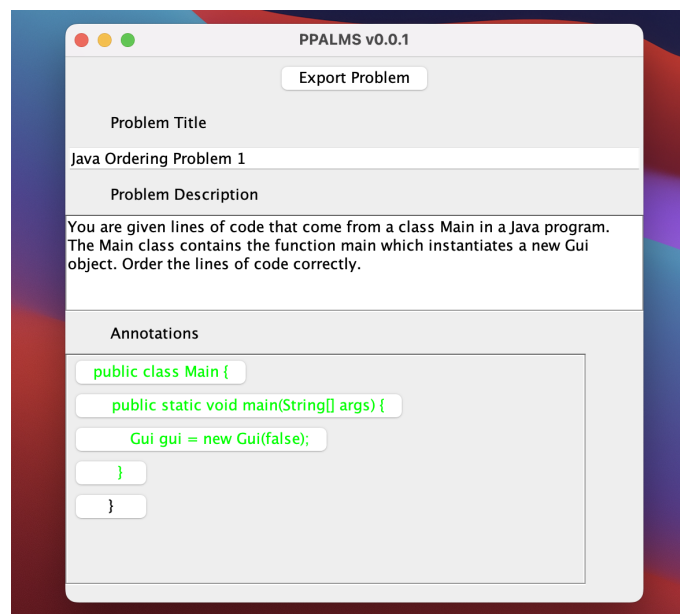 PPALMS v0.0.1
Export Problem
Problem Title
Java Ordering Problem 1
Problem Description
You are given lines of code that come from a class Main in a Java program.
The Main class contains the function main which instantiates a new Gui
object. Order the lines of code correctly.
Annotations
public class Main {
public static void main(String[] args) {
Gui gui = new Gui(false);
}
}